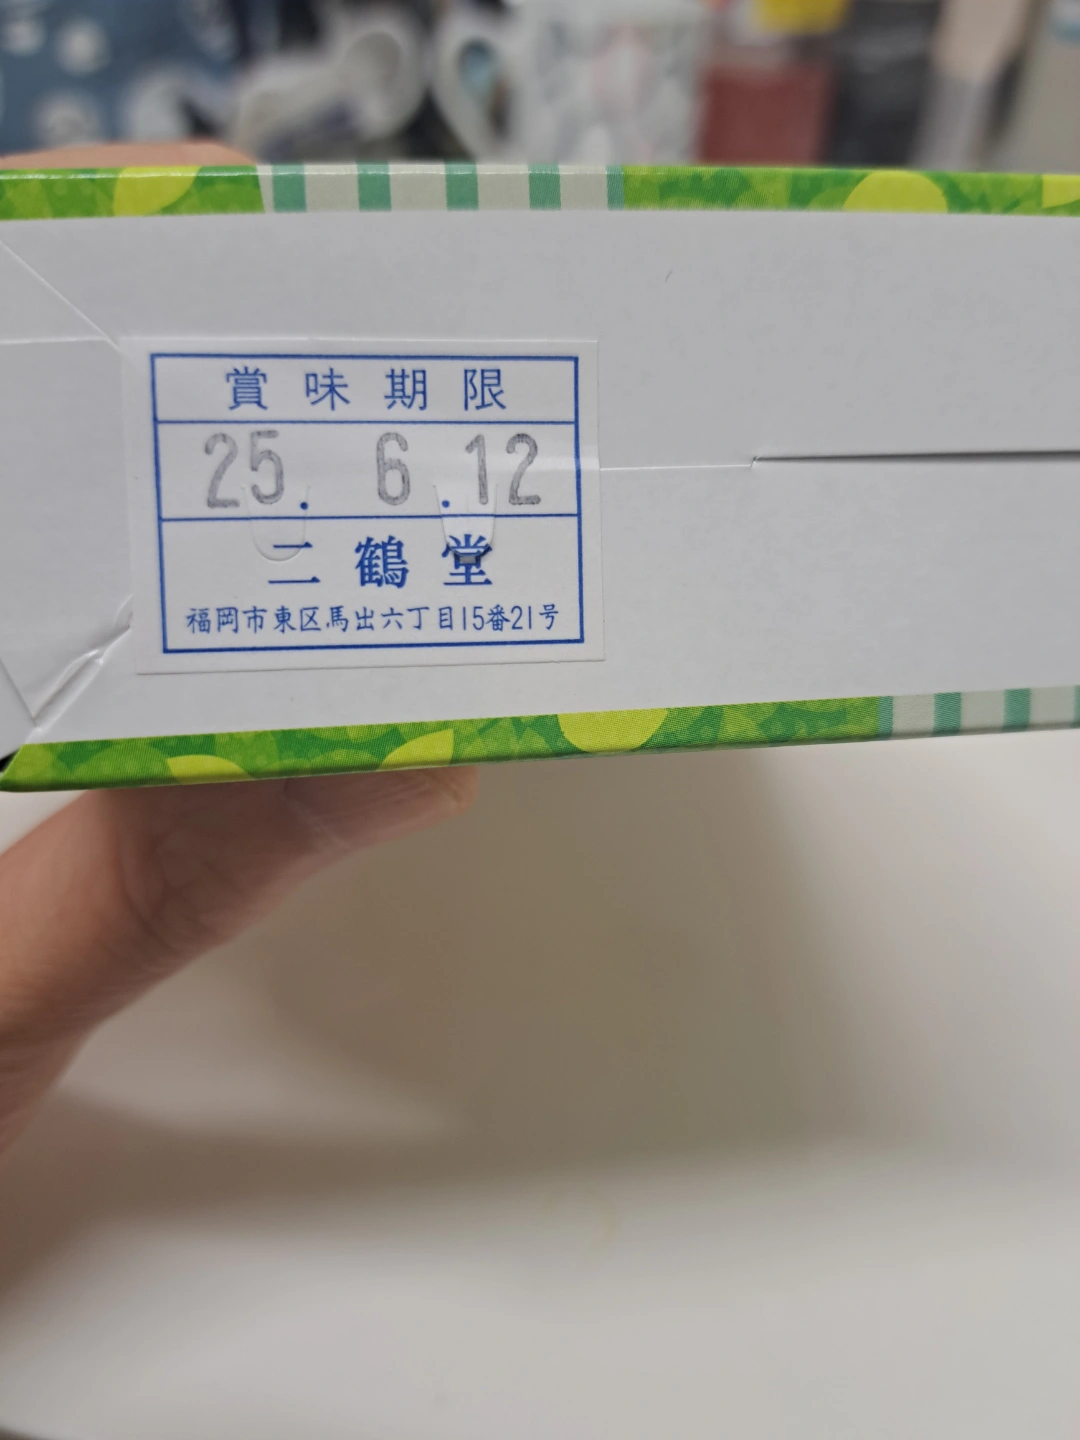 賞味期限
25. 6.12
二鶴堂
福岡市東区馬出六丁目15番21号